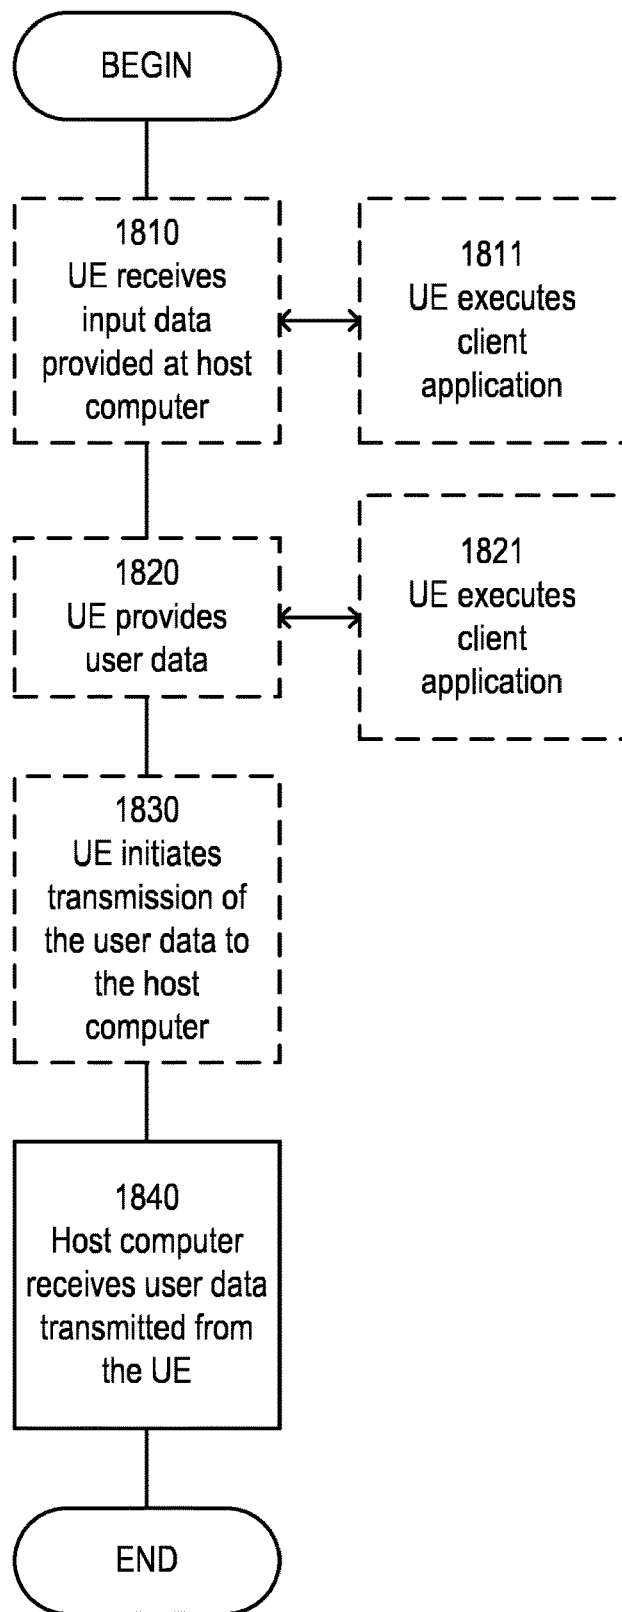 BEGIN
1810
UE receives
input data
provided at host
computer
1811
UE executes
client
application
1820
UE provides
user data
1821
UE executes
client
application
1830
UE initiates
transmission of
the user data to
the host
computer
1840
Host computer
receives user data
transmitted from
the UE
END